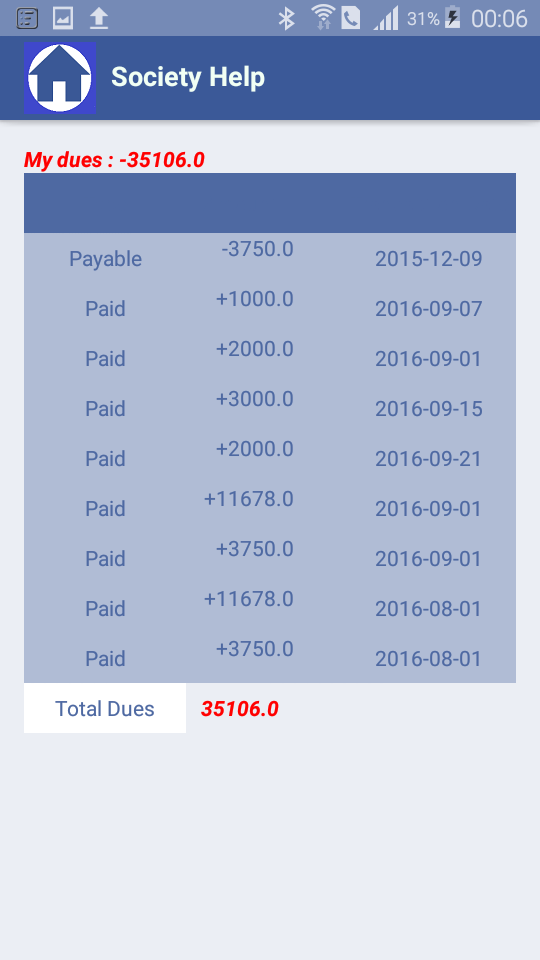 31% 00:06
Society Help
My dues : -35106.0
Payable -3750.0 2015-12-09
Paid +1000.0 2016-09-07
Paid +2000.0 2016-09-01
Paid +3000.0 2016-09-15
Paid +2000.0 2016-09-21
Paid +11678.0 2016-09-01
Paid +3750.0 2016-09-01
Paid +11678.0 2016-08-01
Paid +3750.0 2016-08-01
Total Dues 35106.0